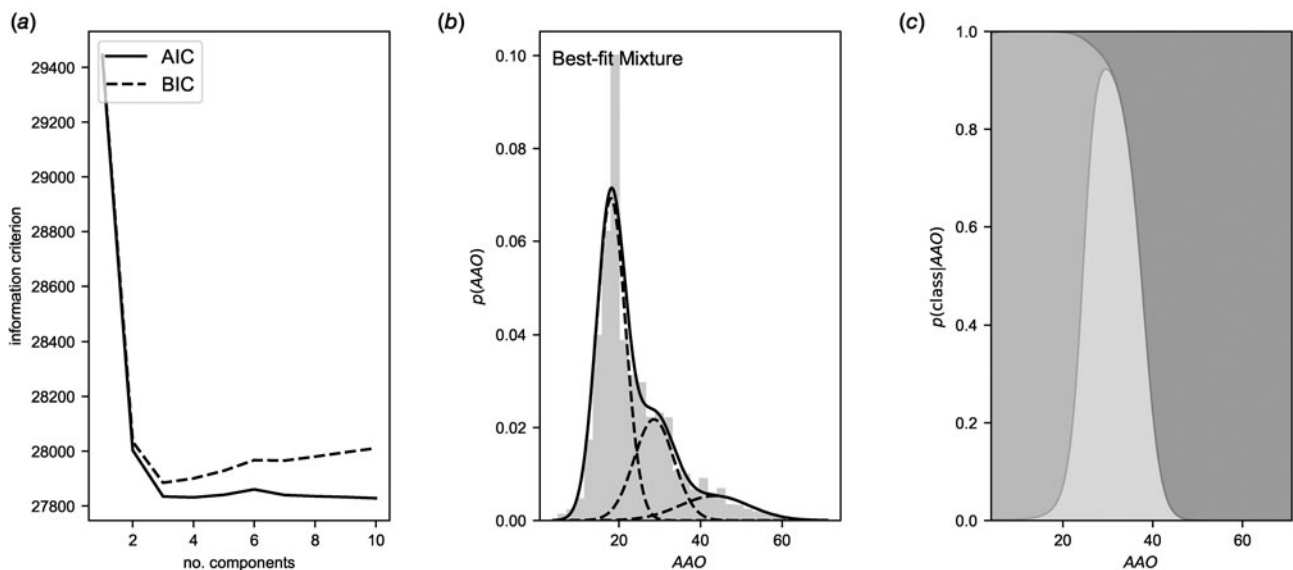 (a)
AIC
BIC
29400
29200
29000
28800
28600
28400
28200
28000
27800
information criterion
2
4
6
8
10
no. components
(b)
Best-fit Mixture
0.10
0.08
0.06
0.04
0.02
0.00
p(AAO)
20
40
60
AAO
(c)
1.0
0.8
0.6
0.4
0.2
0.0
p(class|AAO)
20
40
60
AAO